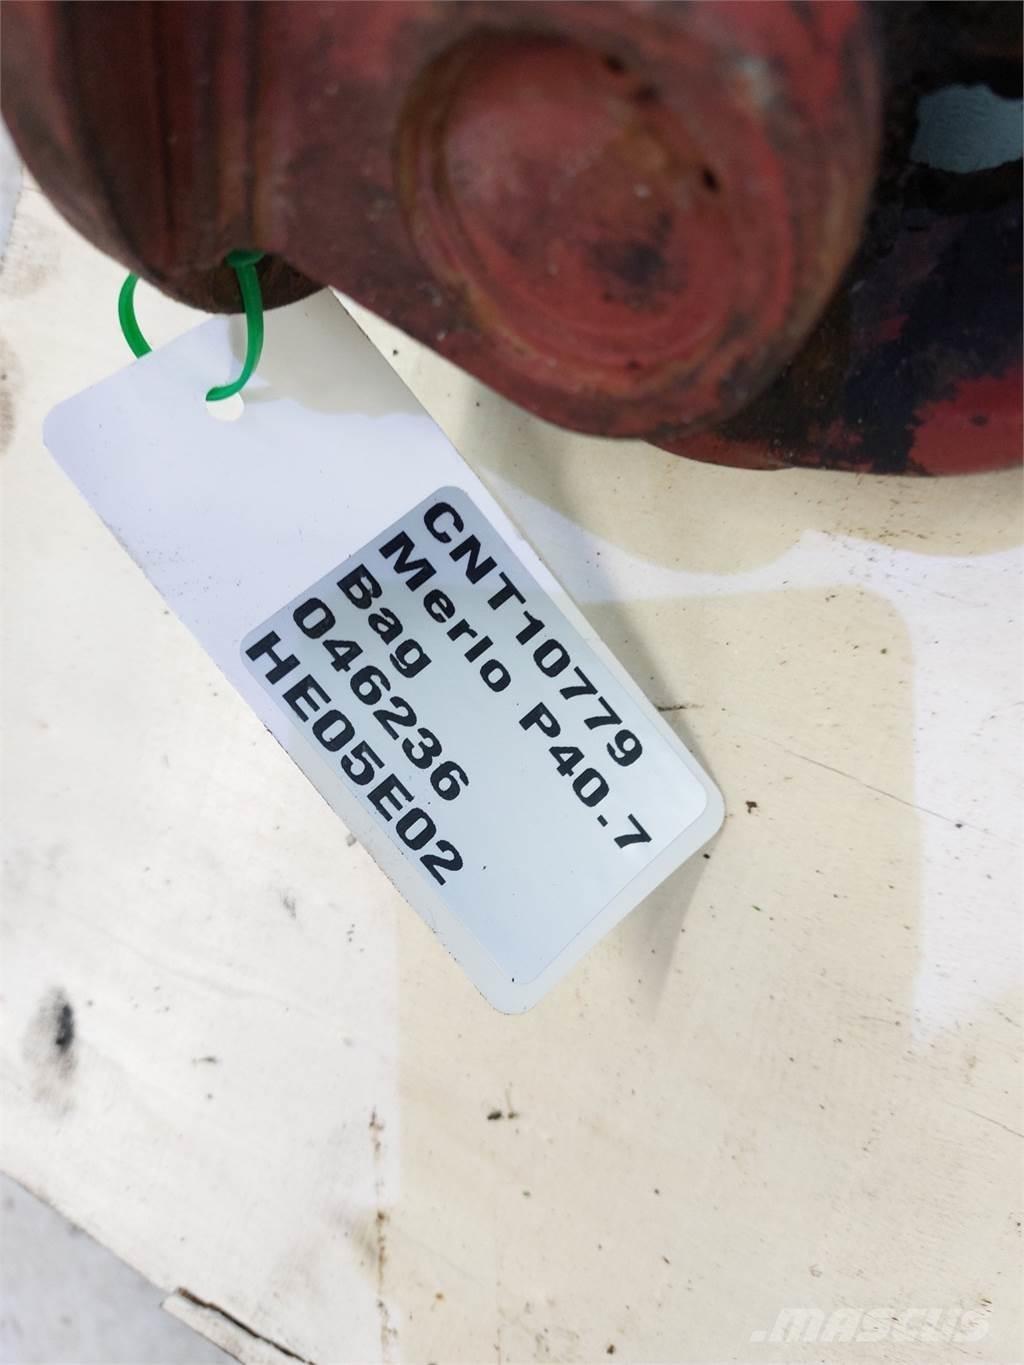 CNT10779
Merlo P40.7
Bag
046236
HE05E02
.MASCUS